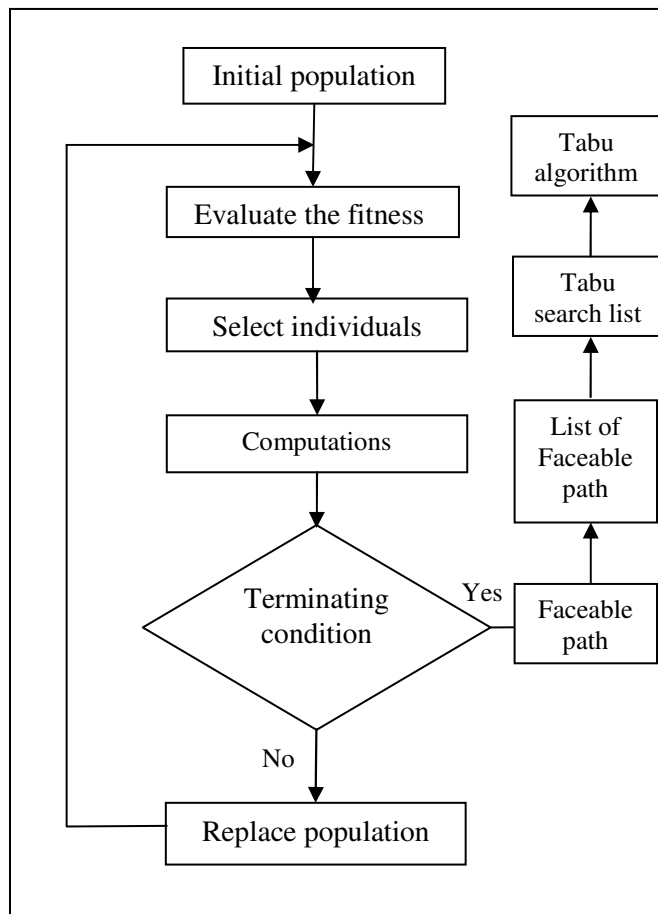 Initial population
Evaluate the fitness
Select individuals
Computations
Terminating
condition
Yes
No
Replace population
Faceable
path
List of
Faceable
path
Tabu
search list
Tabu
algorithm